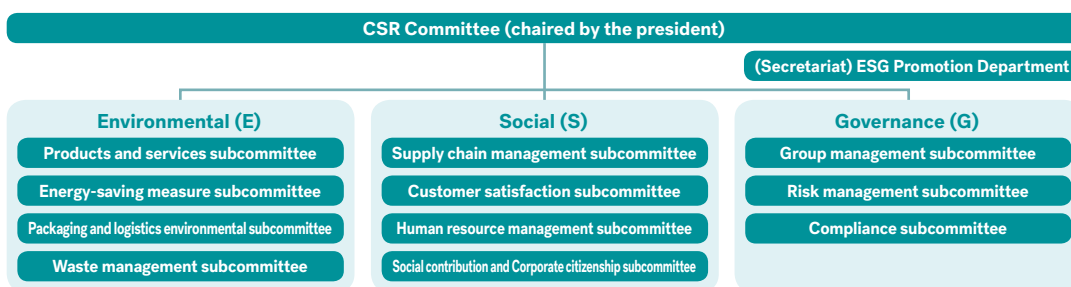 CSR Committee (chaired by the president)
(Secretariat) ESG Promotion Department
Environmental (E)
Products and services subcommittee
Energy-saving measure subcommittee
Packaging and logistics environmental subcommittee
Waste management subcommittee
Social (S)
Supply chain management subcommittee
Customer satisfaction subcommittee
Human resource management subcommittee
Social contribution and Corporate citizenship subcommittee
Governance (G)
Group management subcommittee
Risk management subcommittee
Compliance subcommittee